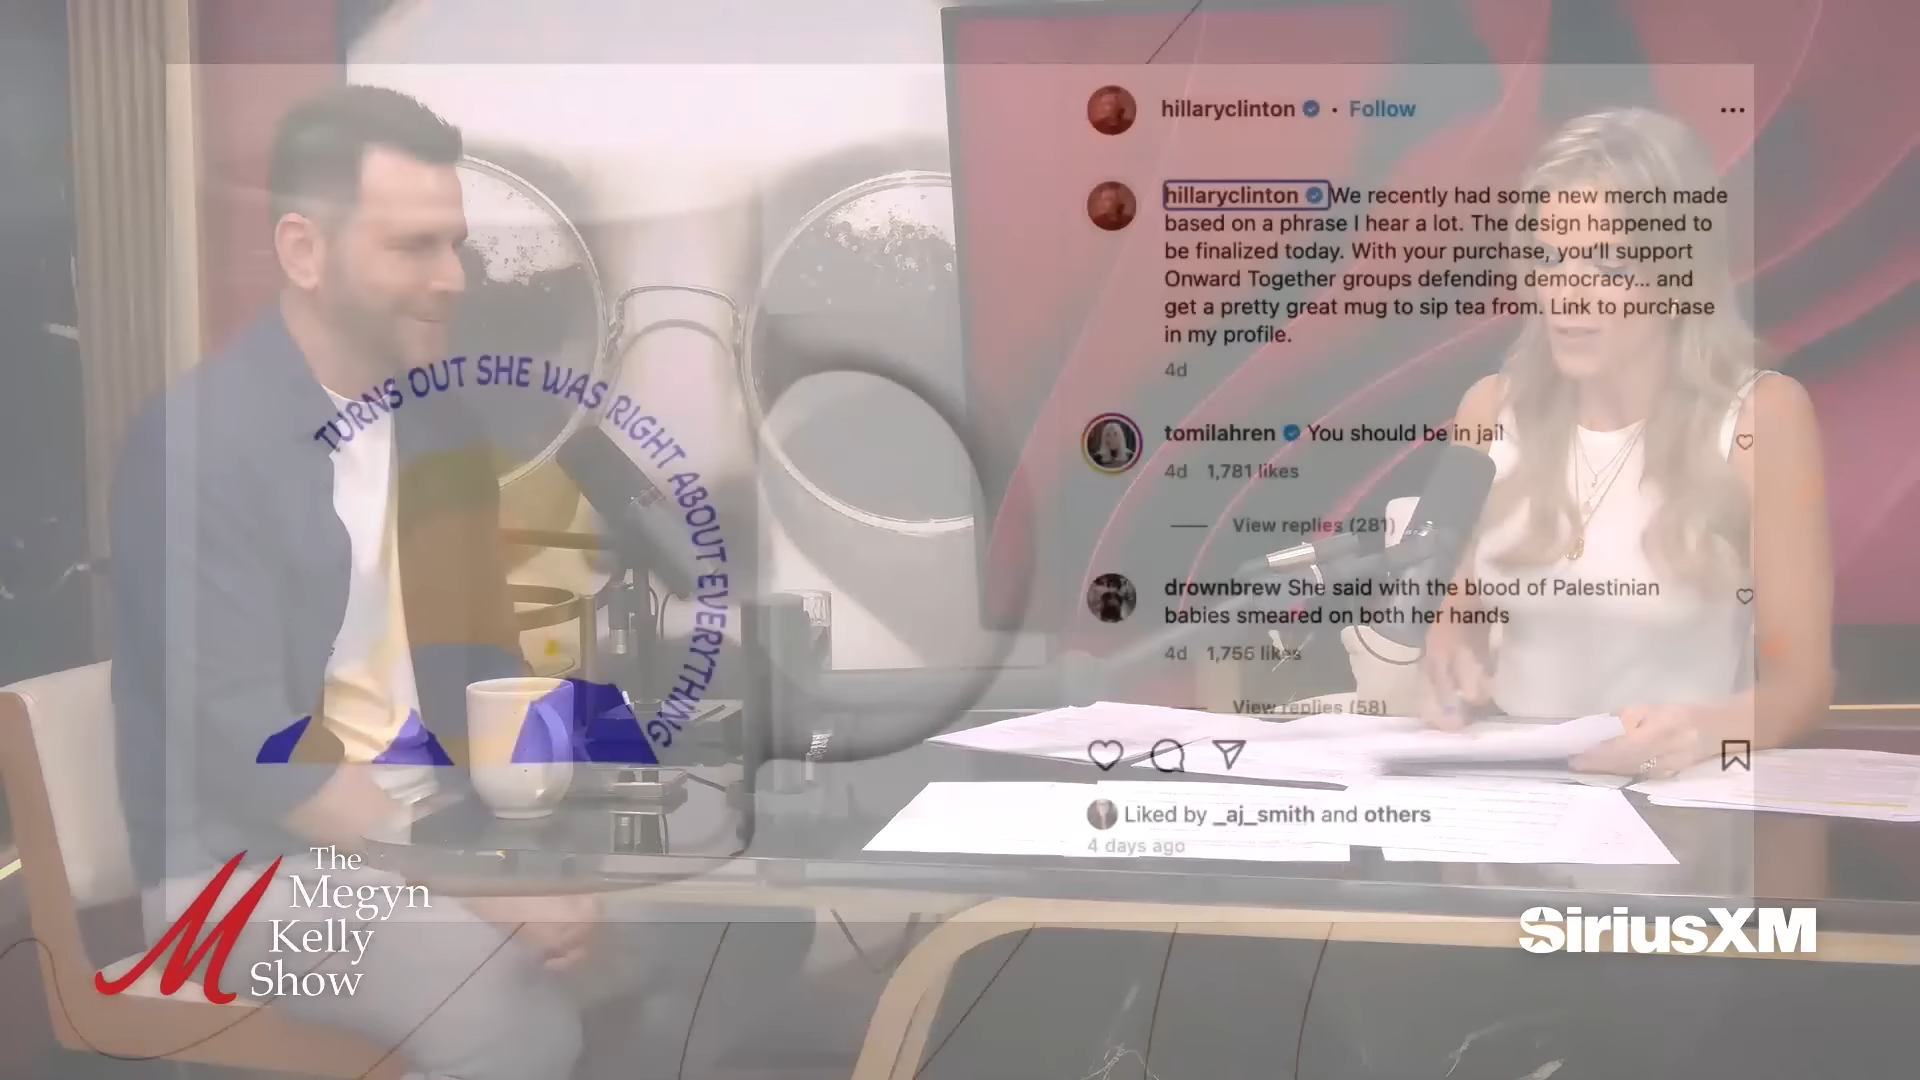 hillaryclinton • Follow
hillaryclinton We recently had some new merch made
based on a phrase I hear a lot. The design happened to
be finalized today. With your purchase, you'll support
Onward Together groups defending democracy... and
get a pretty great mug to sip tea from. Link to purchase
in my profile.
4d
tomilahren You should be in jail
4d 1,781 likes
View replies (281)
drownbrew She said with the blood of Palestinian
babies smeared on both her hands
4d 1,756 likes
View replies (58)
Liked by _aj_smith and others
4 days ago
TURNS OUT SHE WAS RIGHT ABOUT EVERYTHING
The
Megyn
Kelly
Show
SiriusXM